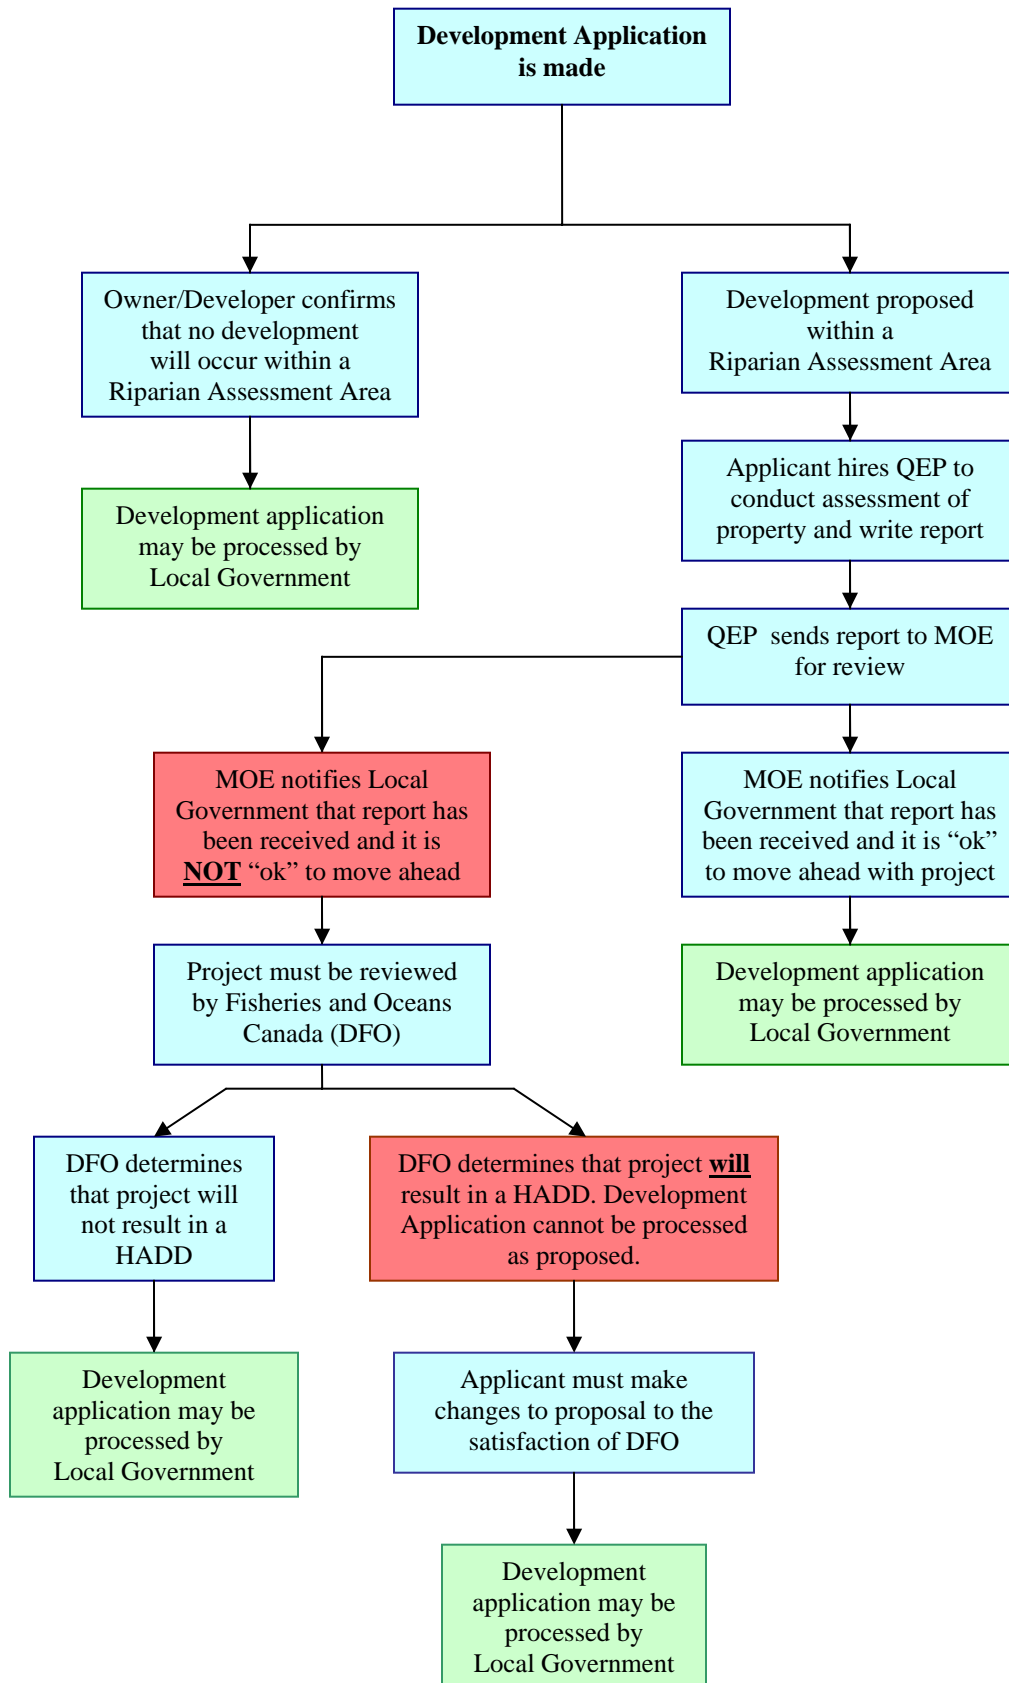 Development Application
is made
Owner/Developer confirms
that no development
will occur within a
Riparian Assessment Area
Development proposed
within a
Riparian Assessment Area
Development application
may be processed by
Local Government
Applicant hires QEP to
conduct assessment of
property and write report
QEP sends report to MOE
for review
MOE notifies Local
Government that report has
been received and it is
NOT “ok” to move ahead
MOE notifies Local
Government that report has
been received and it is “ok”
to move ahead with project
Project must be reviewed
by Fisheries and Oceans
Canada (DFO)
Development application
may be processed by
Local Government
DFO determines
that project will
not result in a
HADD
DFO determines that project will
result in a HADD. Development
Application cannot be processed
as proposed.
Development
application may be
processed by
Local Government
Applicant must make
changes to proposal to the
satisfaction of DFO
Development
application may be
processed by
Local Government